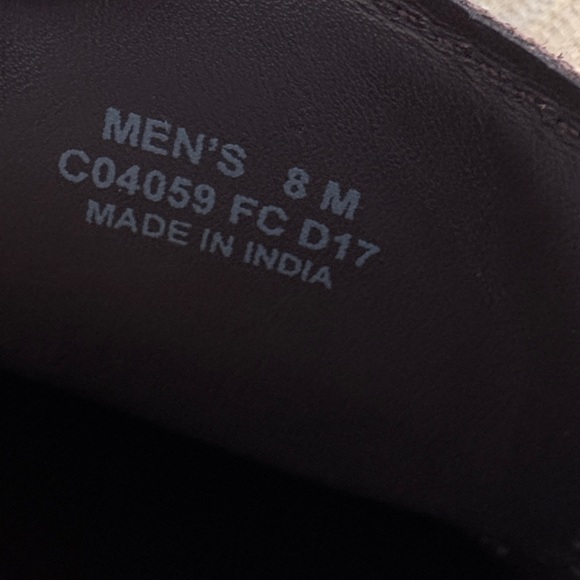 MEN'S 8 M
C04059 FC D17
MADE IN INDIA